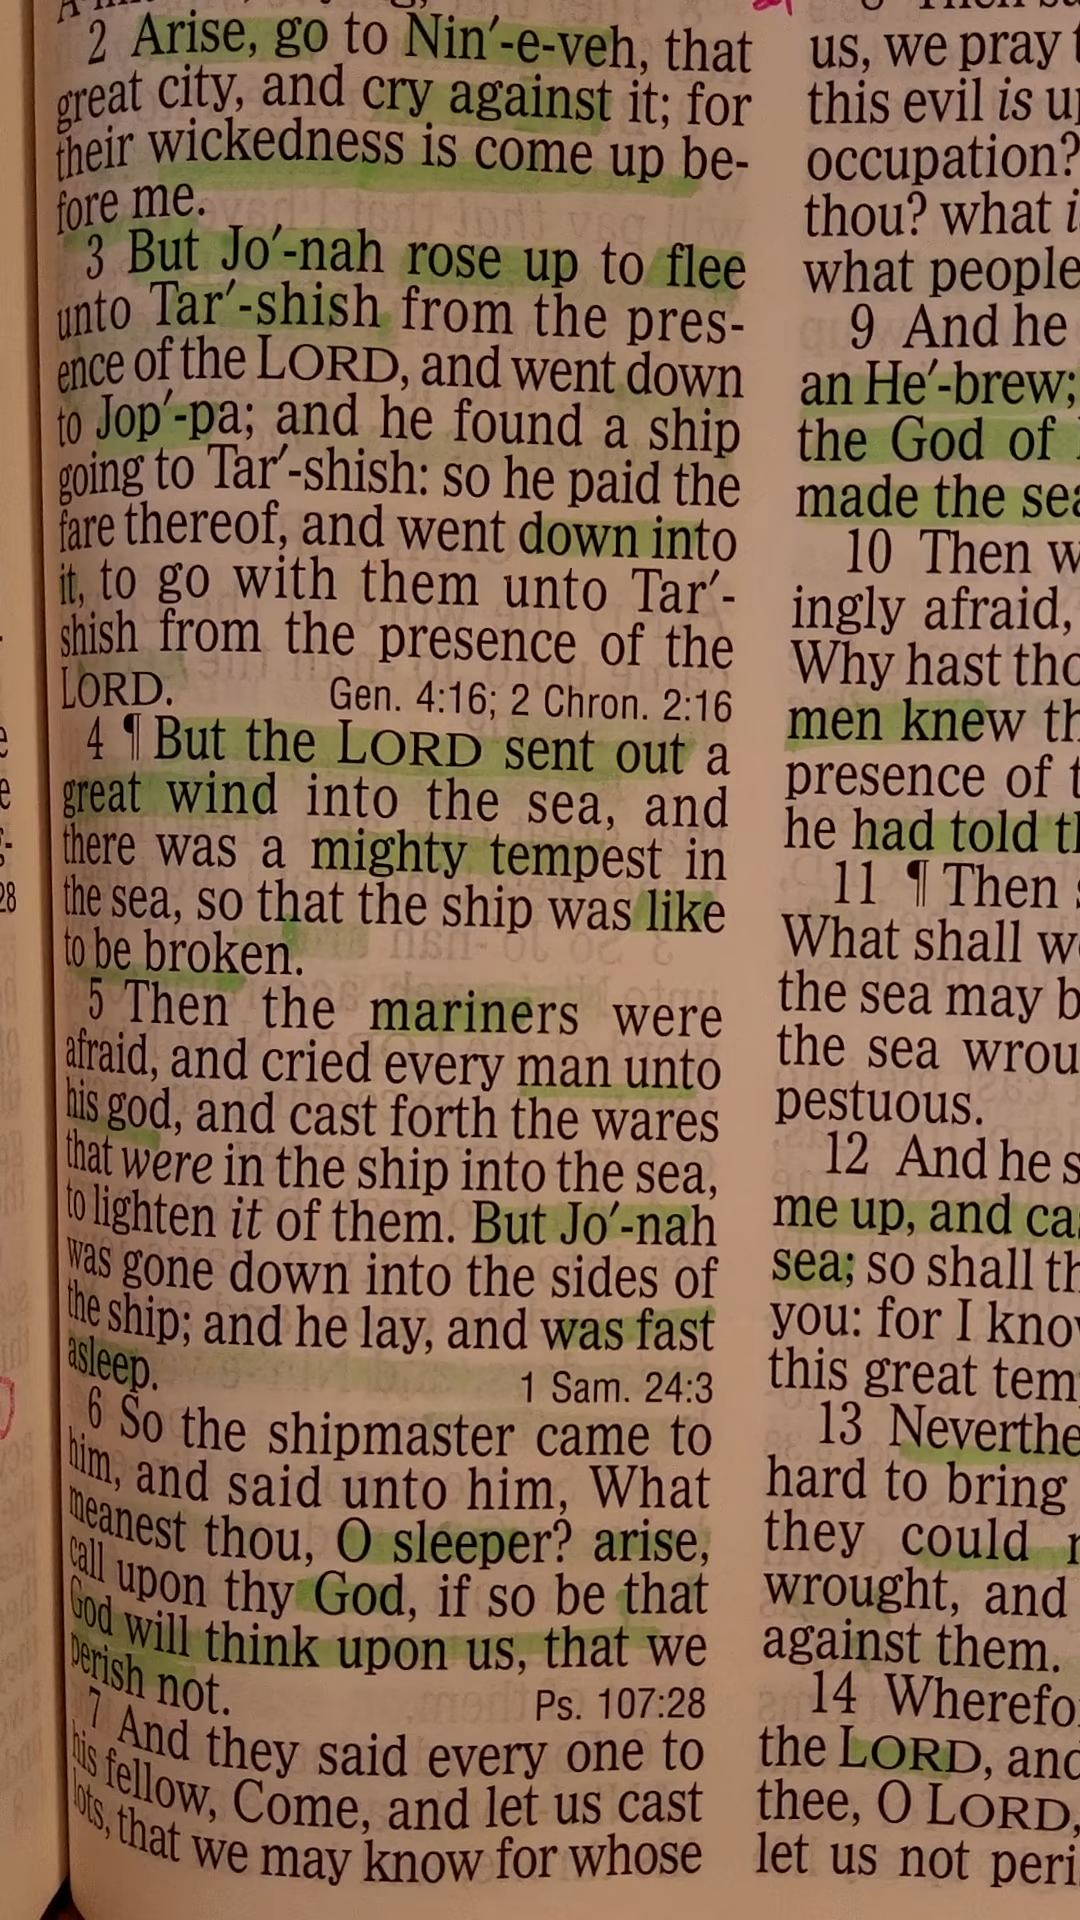 2 Arise, go to Nin′-e-veh, that
great city, and cry against it; for
their wickedness is come up be-
fore me.
3 But Jo′-nah rose up to flee
unto Tar′-shish from the pres-
ence of the LORD, and went down
to Jop′-pa; and he found a ship
going to Tar′-shish: so he paid the
fare thereof, and went down into
it, to go with them unto Tar′-
shish from the presence of the
LORD. Gen. 4:16; 2 Chron. 2:16
4 ¶ But the LORD sent out a
great wind into the sea, and
there was a mighty tempest in
the sea, so that the ship was like
to be broken.
5 Then the mariners were
afraid, and cried every man unto
his god, and cast forth the wares
that were in the ship into the sea,
to lighten it of them. But Jo′-nah
was gone down into the sides of
the ship; and he lay, and was fast
asleep. 1 Sam. 24:3
6 So the shipmaster came to
him, and said unto him, What
meanest thou, O sleeper? arise,
call upon thy God, if so be that
God will think upon us, that we
perish not. Ps. 107:28
7 And they said every one to
his fellow, Come, and let us cast
lots, that we may know for whose
us, we pray
this evil is
occupation?
thou? what
what people
9 And he
an He′-brew;
the God of
made the sea
10 Then
ingly afraid,
Why hast
men knew
presence of
he had told
11 ¶ Then
What shall
the sea may
the sea
pestuous.
12 And he
me up, and
sea; so shall
you: for I
this great
13
hard to bring
they could
wrought, and
against them.
14
the LORD, and
thee, O LORD,
let us not